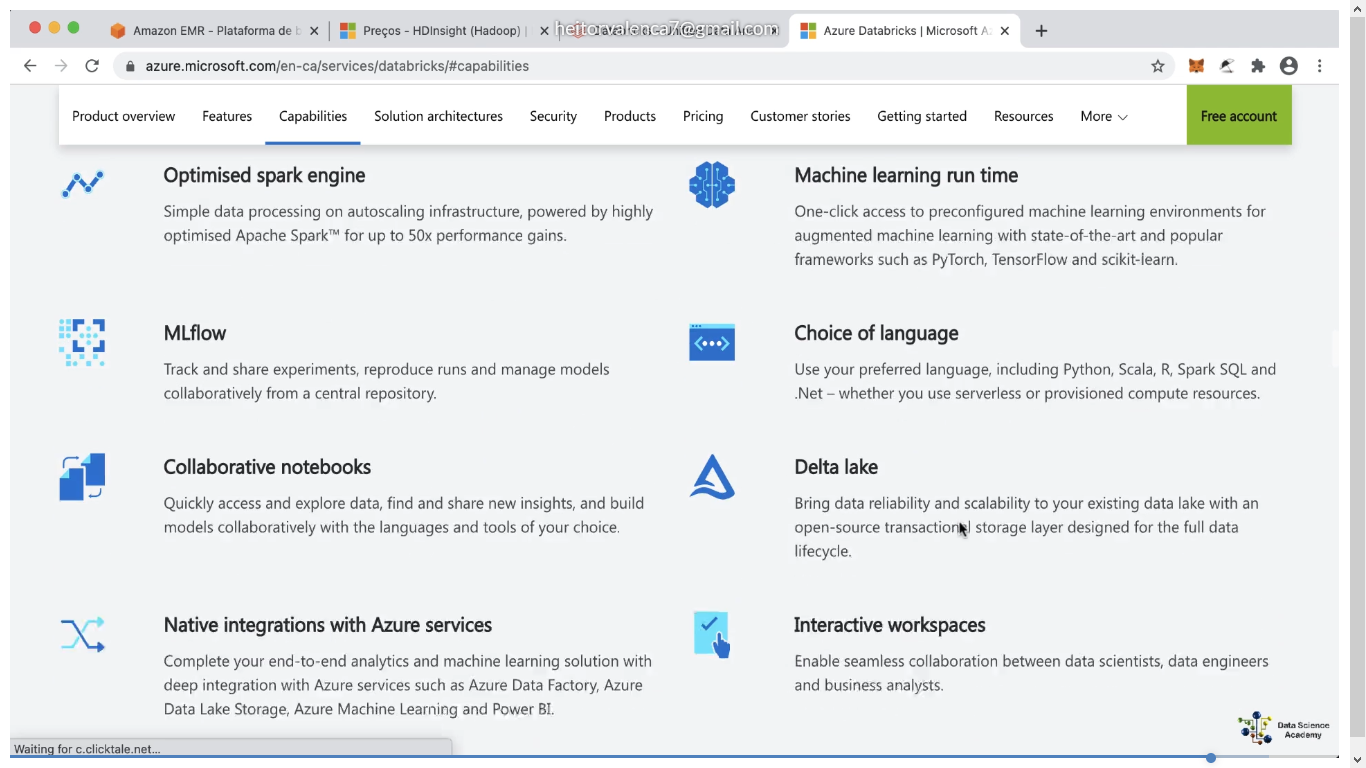 Amazon EMR - Plataforma de b
Preços - HDInsight (Hadoop) |
heitorvalenca7@gmail.com
Azure Databricks | Microsoft A
azure.microsoft.com/en-ca/services/databricks/#capabilities
Product overview
Features
Capabilities
Solution architectures
Security
Products
Pricing
Customer stories
Getting started
Resources
More
Free account
Optimised spark engine
Simple data processing on autoscaling infrastructure, powered by highly
optimised Apache Spark™ for up to 50x performance gains.
Machine learning run time
One-click access to preconfigured machine learning environments for
augmented machine learning with state-of-the-art and popular
frameworks such as PyTorch, TensorFlow and scikit-learn.
MLflow
Track and share experiments, reproduce runs and manage models
collaboratively from a central repository.
Choice of language
Use your preferred language, including Python, Scala, R, Spark SQL and
.Net – whether you use serverless or provisioned compute resources.
Collaborative notebooks
Quickly access and explore data, find and share new insights, and build
models collaboratively with the languages and tools of your choice.
Delta lake
Bring data reliability and scalability to your existing data lake with an
open-source transactional storage layer designed for the full data
lifecycle.
Native integrations with Azure services
Complete your end-to-end analytics and machine learning solution with
deep integration with Azure services such as Azure Data Factory, Azure
Data Lake Storage, Azure Machine Learning and Power BI.
Interactive workspaces
Enable seamless collaboration between data scientists, data engineers
and business analysts.
Data Science
Academy
Waiting for c.clicktale.net...